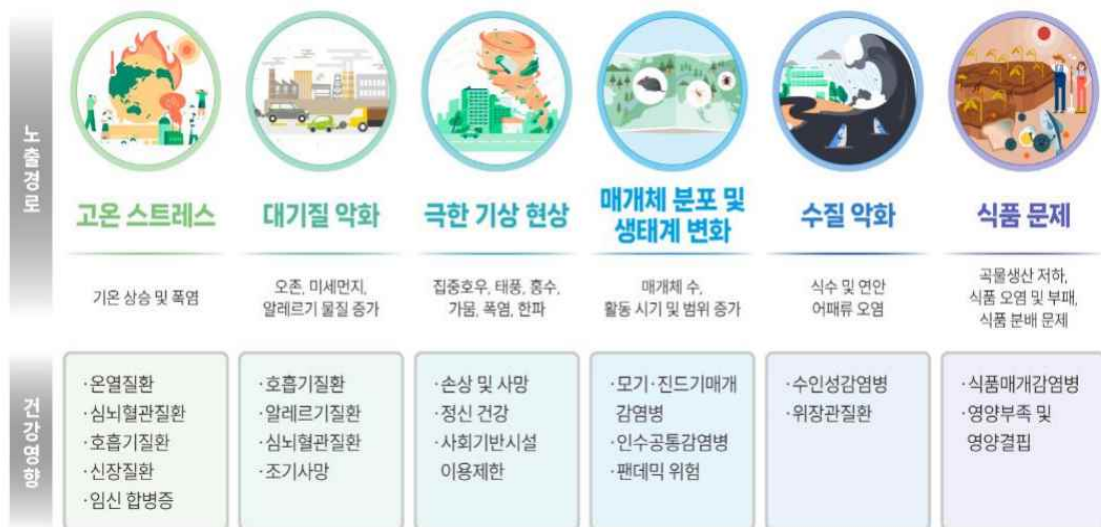 노출경로
고온 스트레스
기온 상승 및 폭염
대기질 악화
오존, 미세먼지,
알레르기 물질 증가
극한 기상 현상
집중호우, 태풍, 홍수,
가뭄, 폭염, 한파
매개체 분포 및
생태계 변화
매개체 수,
활동 시기 및 범위 증가
수질 악화
식수 및 연안
어패류 오염
식품 문제
곡물생산 저하,
식품 오염 및 부패,
식품 분배 문제
건강영향
·온열질환
·심뇌혈관질환
·호흡기질환
·신장질환
·임신 합병증
·호흡기질환
·알레르기질환
·심뇌혈관질환
·조기사망
·손상 및 사망
·정신 건강
·사회기반시설
이용제한
·모기·진드기매개
감염병
·인수공통감염병
·팬데믹 위험
·수인성감염병
·위장관질환
·식품매개감염병
·영양부족 및
영양결핍